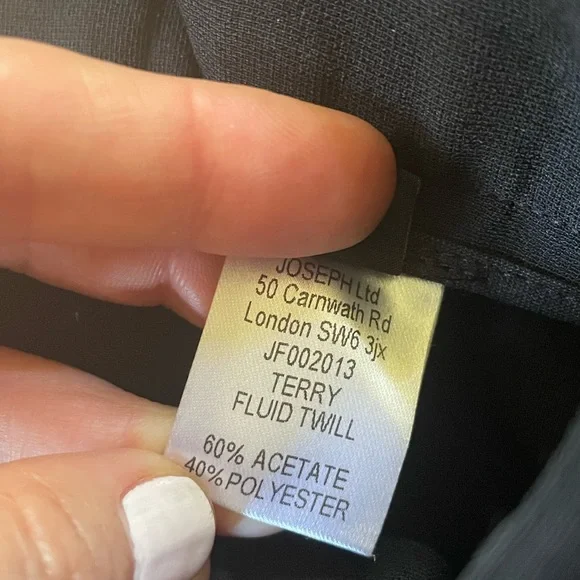 JOSEPH Ltd
50 Carnwath Rd
London SW6 3jx
JF002013
TERRY
FLUID TWILL
60% ACETATE
40% POLYESTER